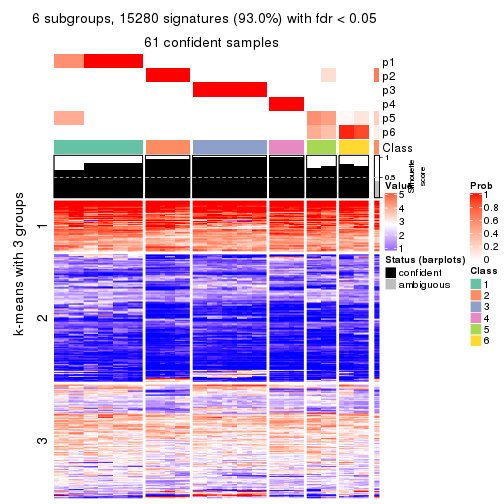 6 subgroups, 15280 signatures (93.0%) with fdr < 0.05
61 confident samples
p1
p2
p3
p4
p5
p6
Class
1
0.5
Silhouette
score
k-means with 3 groups
1
2
3
Value
5
4
3
2
1
Status (barplots)
confident
ambiguous
Prob
1
0.8
0.6
0.4
0.2
0
Class
1
2
3
4
5
6